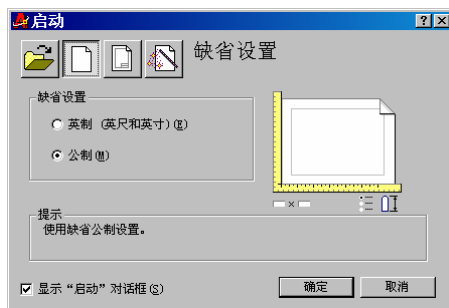 启动
缺省设置
缺省设置
英制 (英尺和英寸)(E)
公制(M)
提示
使用缺省公制设置。
显示“启动”对话框(S)
确定
取消